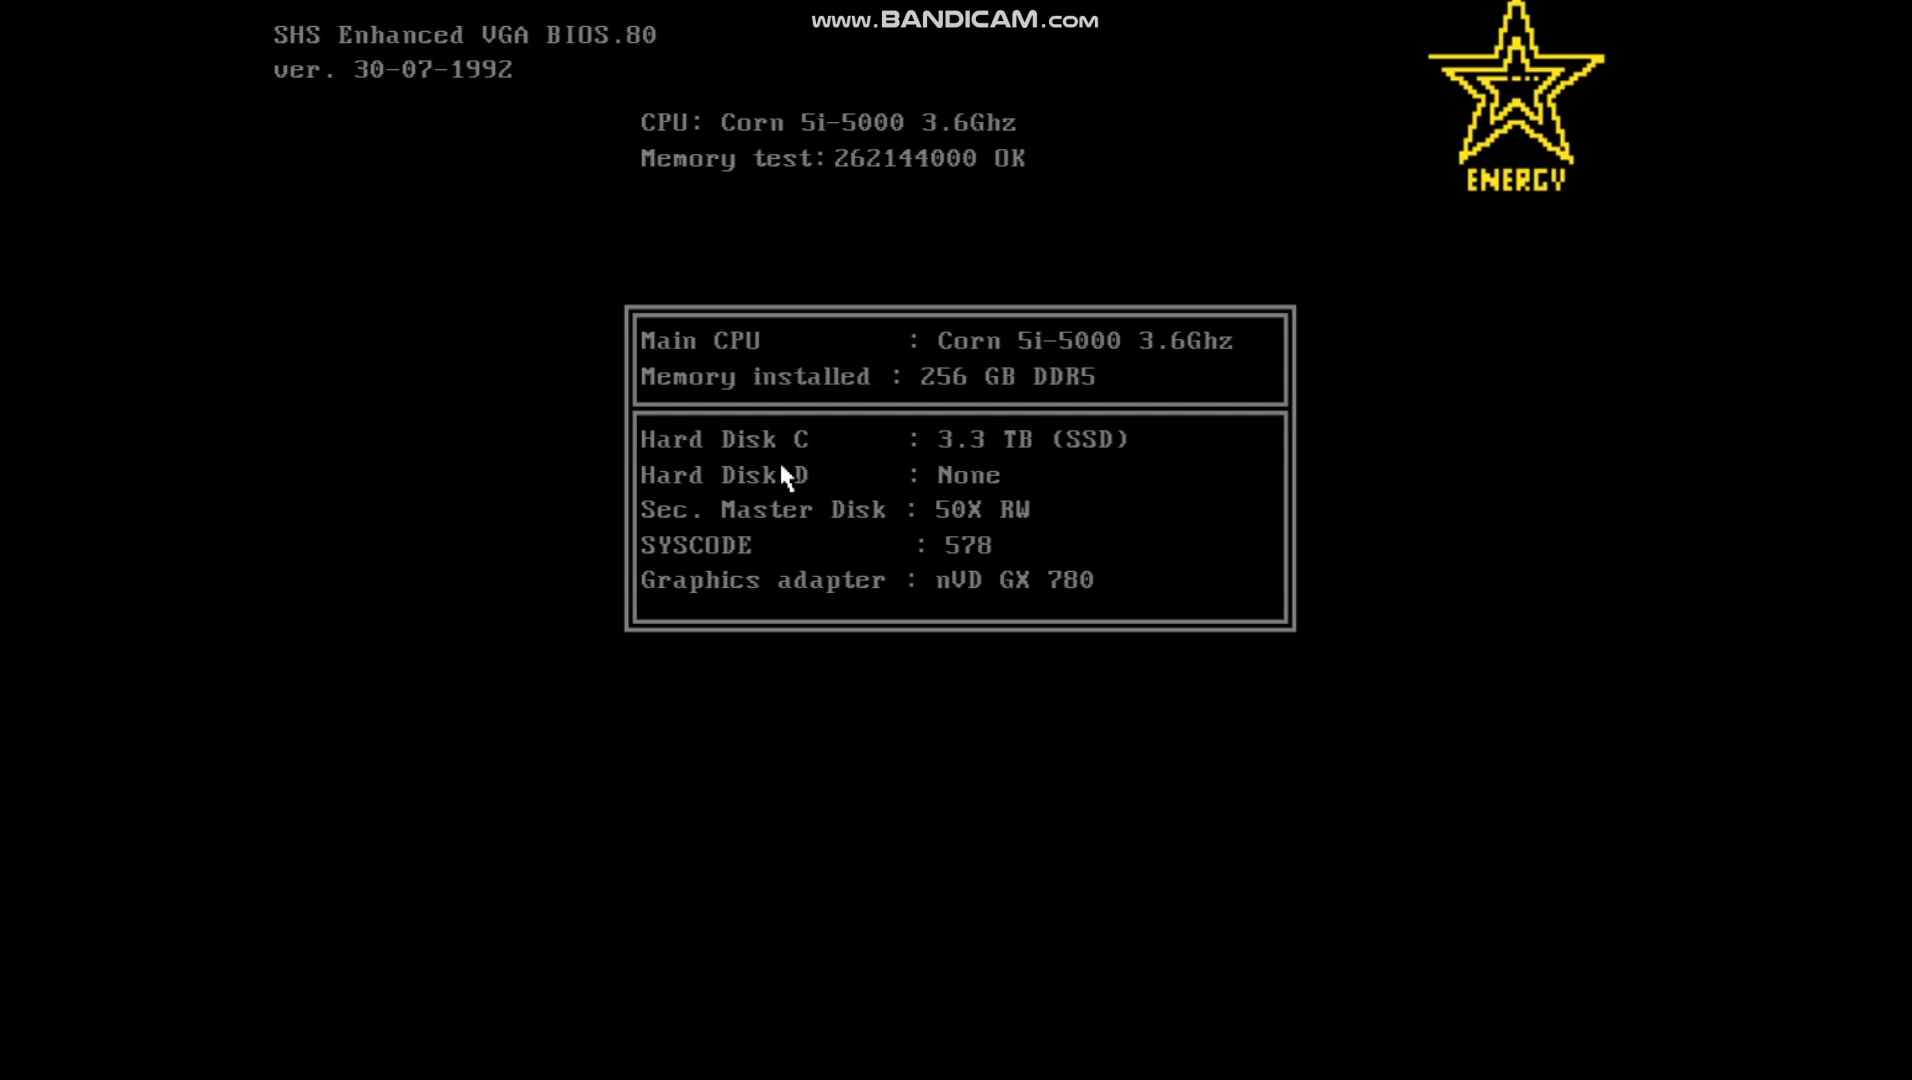 www.BANDICAM.com
SHS Enhanced VGA BIOS.80
ver. 30-07-1992
CPU: Corn 5i-5000 3.6Ghz
Memory test: 262144000 OK
ENERGY
Main CPU : Corn 5i-5000 3.6Ghz
Memory installed : 256 GB DDR5
Hard Disk C : 3.3 TB (SSD)
Hard Disk D : None
Sec. Master Disk : 50X RW
SYSCODE : 578
Graphics adapter : nVD GX 780